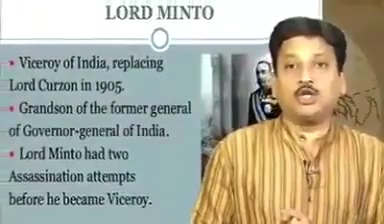 LORD MINTO
• Viceroy of India, replacing
Lord Curzon in 1905.
• Grandson of the former general
of Governor-general of India.
• Lord Minto had two
Assassination attempts
before he became Viceroy.